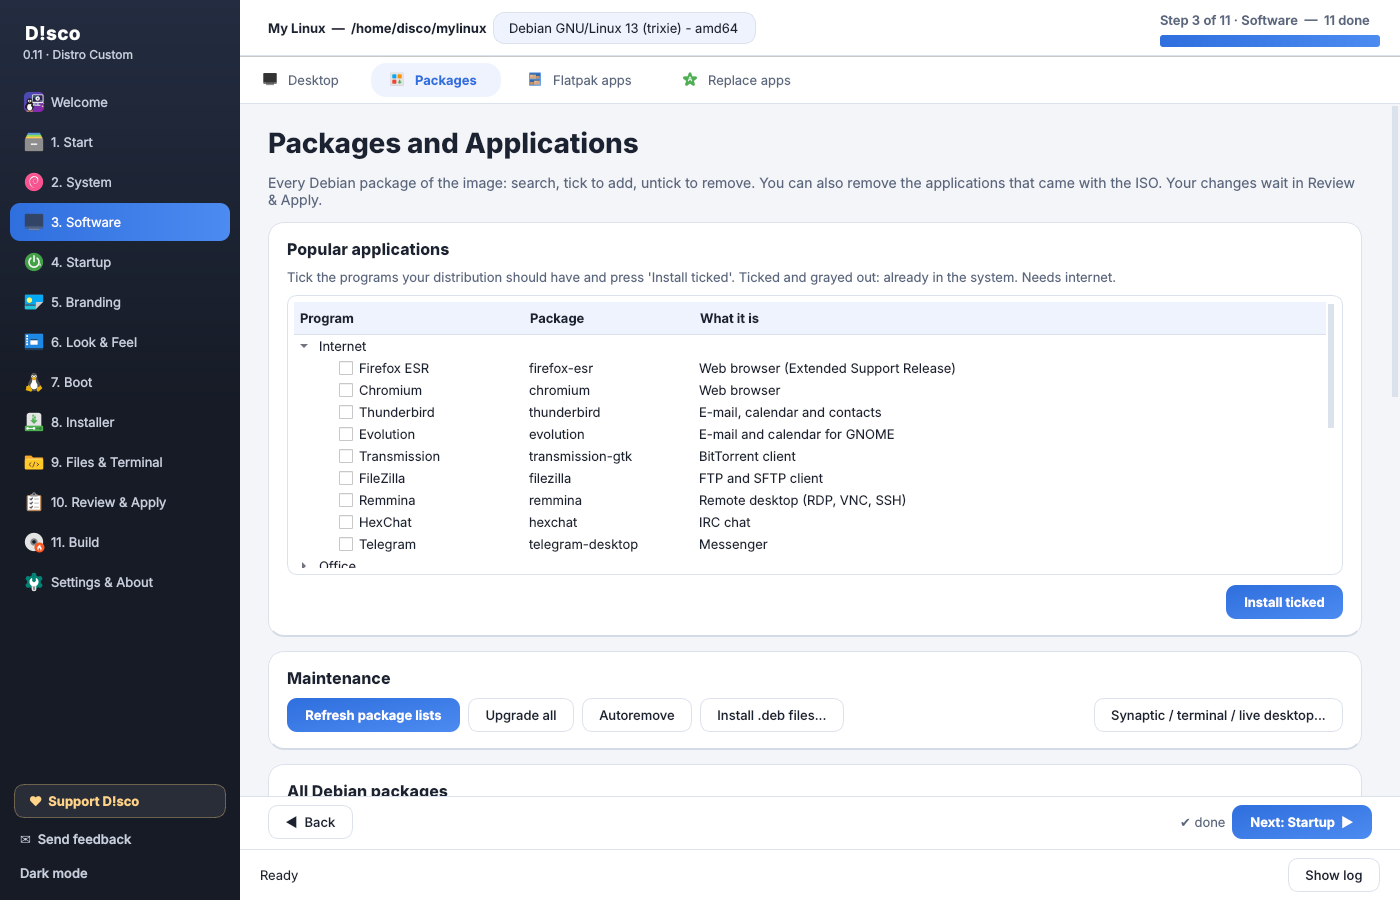 D!sco
0.11 · Distro Custom
Welcome
1. Start
2. System
3. Software
4. Startup
5. Branding
6. Look & Feel
7. Boot
8. Installer
9. Files & Terminal
10. Review & Apply
11. Build
Settings & About
Support D!sco
Send feedback
Dark mode
My Linux — /home/disco/mylinux
Debian GNU/Linux 13 (trixie) - amd64
Step 3 of 11 · Software — 11 done
Desktop
Packages
Flatpak apps
Replace apps
Packages and Applications
Every Debian package of the image: search, tick to add, untick to remove. You can also remove the applications that came with the ISO. Your changes wait in Review
& Apply.
Popular applications
Tick the programs your distribution should have and press 'Install ticked'. Ticked and grayed out: already in the system. Needs internet.
Program Package What it is
Internet
Firefox ESR firefox-esr Web browser (Extended Support Release)
Chromium chromium Web browser
Thunderbird thunderbird E-mail, calendar and contacts
Evolution evolution E-mail and calendar for GNOME
Transmission transmission-gtk BitTorrent client
FileZilla filezilla FTP and SFTP client
Remmina remmina Remote desktop (RDP, VNC, SSH)
HexChat hexchat IRC chat
Telegram telegram-desktop Messenger
Office
Install ticked
Maintenance
Refresh package lists
Upgrade all
Autoremove
Install .deb files...
Synaptic / terminal / live desktop...
All Debian packages
◀ Back
✔ done
Next: Startup ▶
Ready
Show log